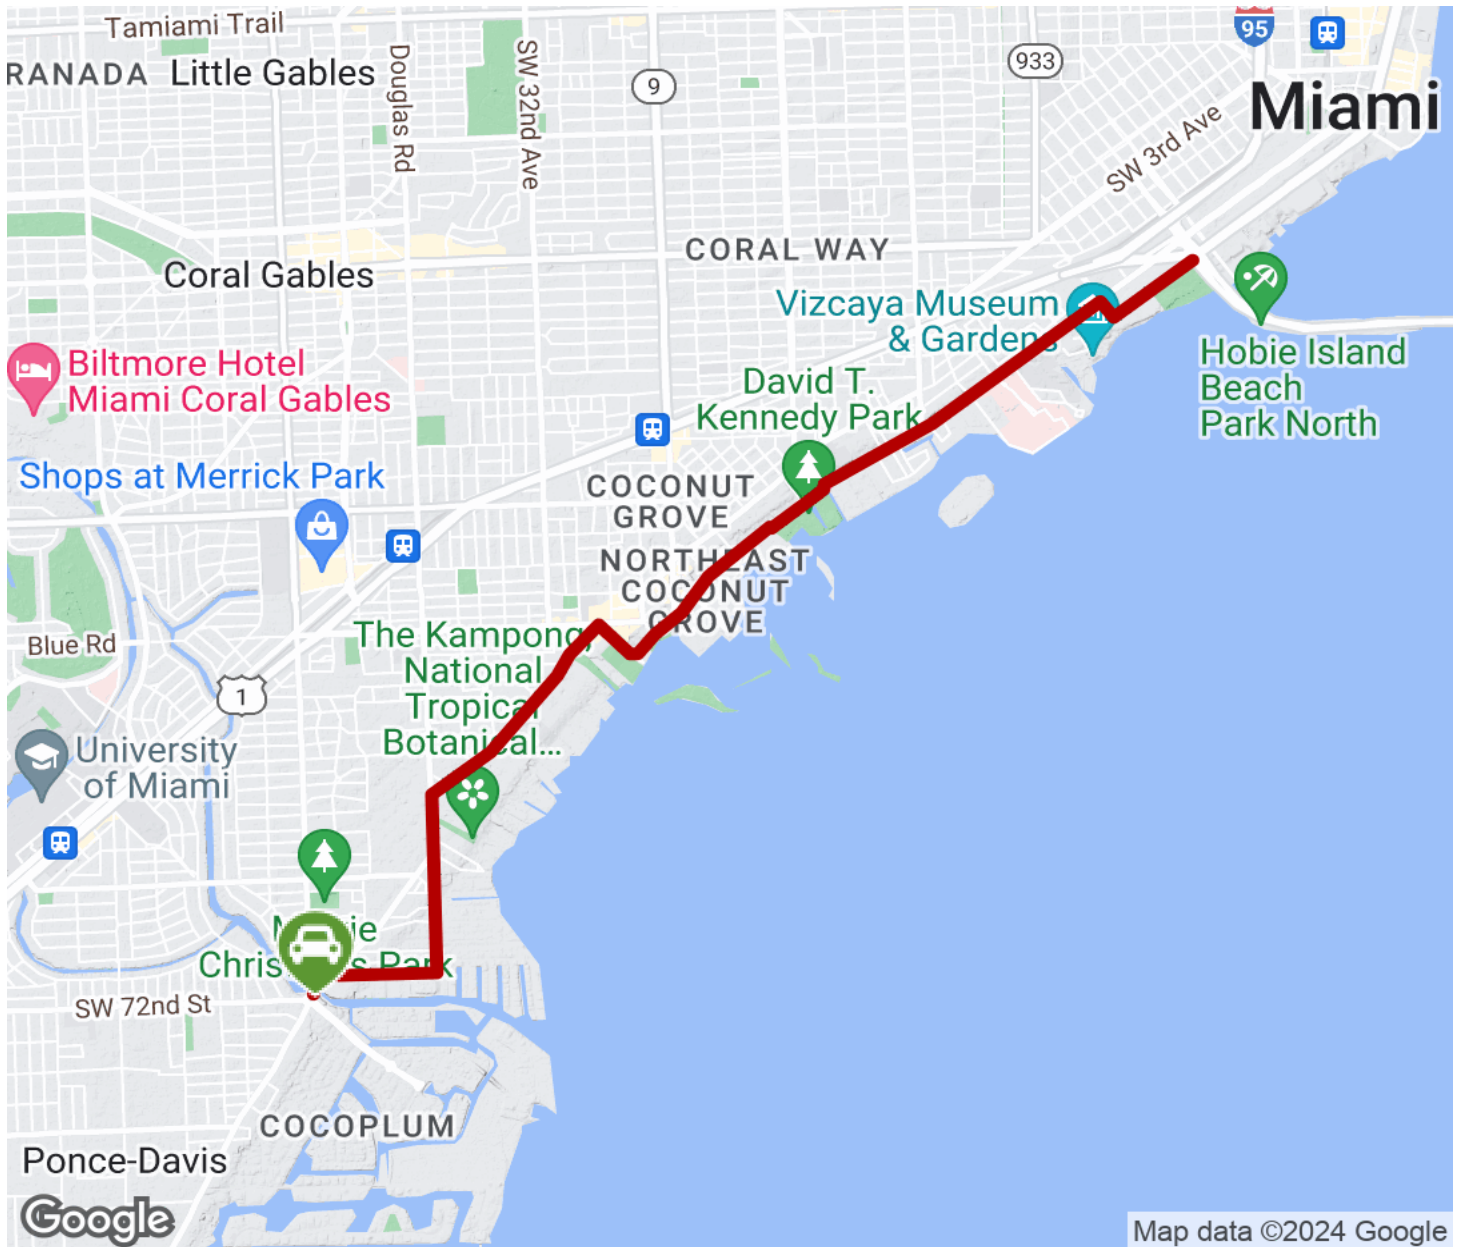 Tamiami Trail
95
RANADA
Little Gables
Douglas Rd
SW 32nd Ave
9
933
Miami
SW 3rd Ave
CORAL WAY
Coral Gables
Vizcaya Museum
& Gardens
Hobie Island
Beach
Park North
Biltmore Hotel
Miami Coral Gables
David T.
Kennedy Park
Shops at Merrick Park
COCONUT
GROVE
NORTHEAST
COCONUT
GROVE
Blue Rd
The Kampong,
National
Tropical
Botanical...
1
University
of Miami
Park
SW 72nd St
COCOPLUM
Ponce-Davis
Google
Map data ©2024 Google